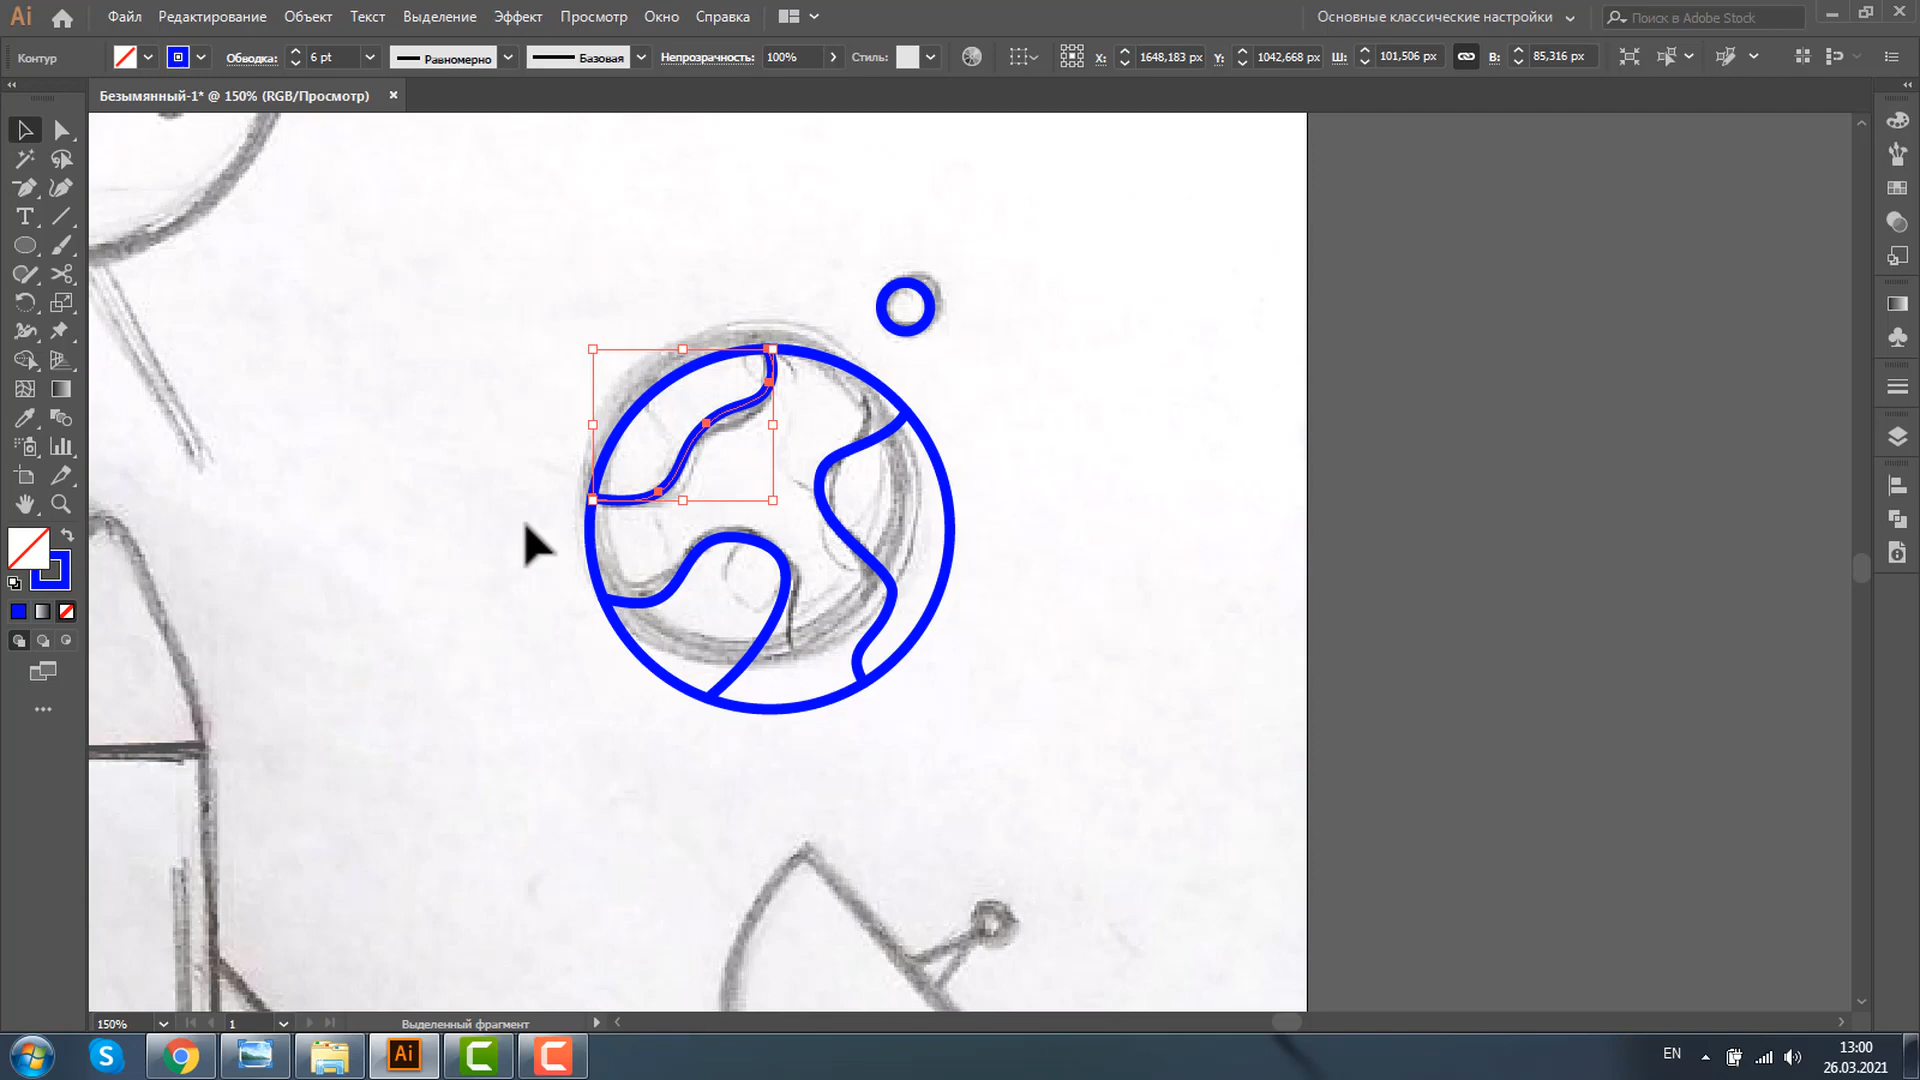 Ai Файл Редактирование Объект Текст Выделение Эффект Просмотр Окно Справка Основные классические настройки Поиск в Adobe Stock
Контур Обводка: 6 pt Равномерно Базовая Непрозрачность: 100% Стиль: X: 1648,183 px Y: 1042,668 px Ш: 101,506 px В: 85,316 px
Безымянный-1* @ 150% (RGB/Просмотр) ×
150% 1 Выделенный фрагмент
Ai EN 13:00
26.03.2021